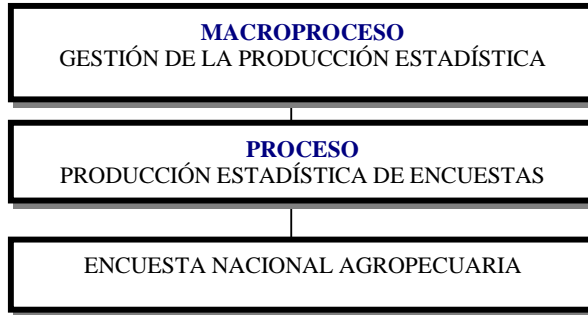 MACROPROCESO
GESTIÓN DE LA PRODUCCIÓN ESTADÍSTICA
PROCESO
PRODUCCIÓN ESTADÍSTICA DE ENCUESTAS
ENCUESTA NACIONAL AGROPECUARIA